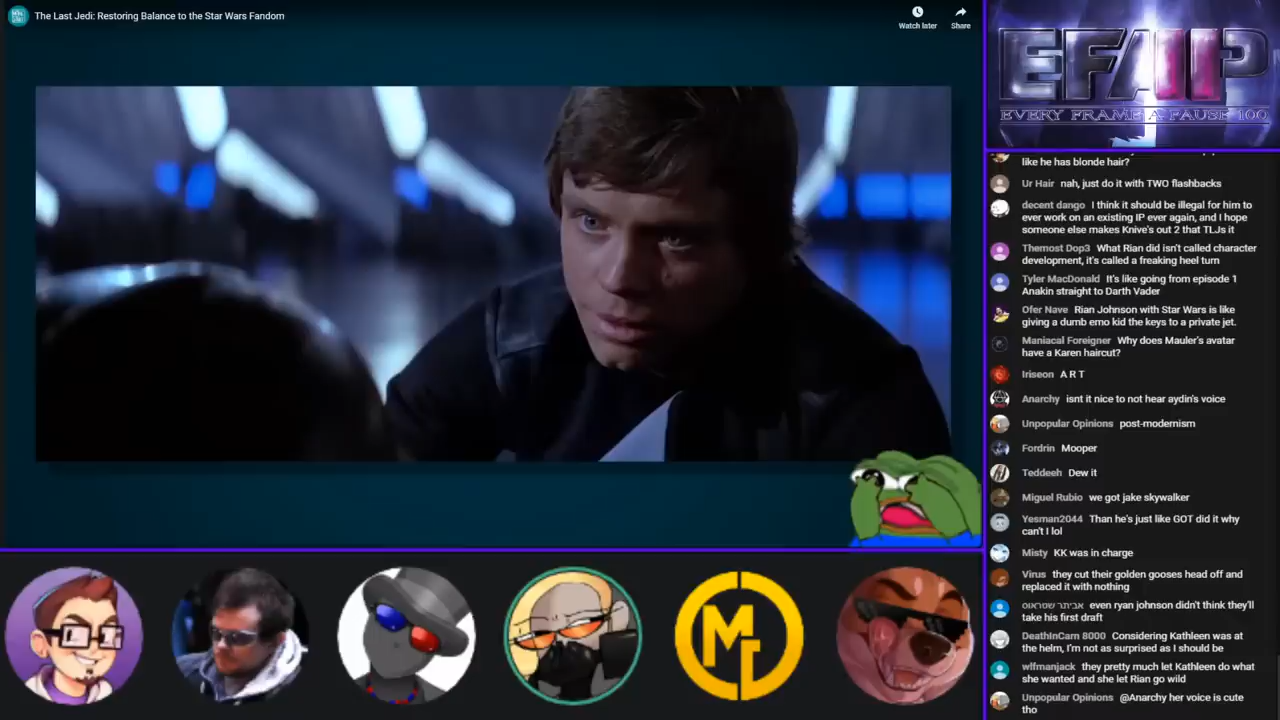 The Last Jedi: Restoring Balance to the Star Wars Fandom
Watch later
Share
EFAP
EVERY FRAME A PAUSE 100
like he has blonde hair?
Ur Hair nah, just do it with TWO flashbacks
decent dango I think it should be illegal for him to
ever work on an existing IP ever again, and I hope
someone else makes Knive's out 2 that TLJs it
Themost Dop3 What Rian did isn't called character
development, it's called a freaking heel turn
Tyler MacDonald It's like going from episode 1
Anakin straight to Darth Vader
Ofer Nave Rian Johnson with Star Wars is like
giving a dumb emo kid the keys to a private jet.
Maniacal Foreigner Why does Mauler's avatar
have a Karen haircut?
Iriseon A R T
Anarchy isnt it nice to not hear aydin's voice
Unpopular Opinions post-modernism
Fordrin Mooper
Teddeeh Dew it
Miguel Rubio we got jake skywalker
Yesman2044 Than he's just like GOT did it why
can't I lol
Misty KK was in charge
Virus they cut their golden gooses head off and
replaced it with nothing
אביתר שטראוס even ryan johnson didn't think they'll
take his first draft
DeathInCam 8000 Considering Kathleen was at
the helm, I'm not as surprised as I should be
wlfmanjack they pretty much let Kathleen do what
she wanted and she let Rian go wild
Unpopular Opinions @Anarchy her voice is cute
tho